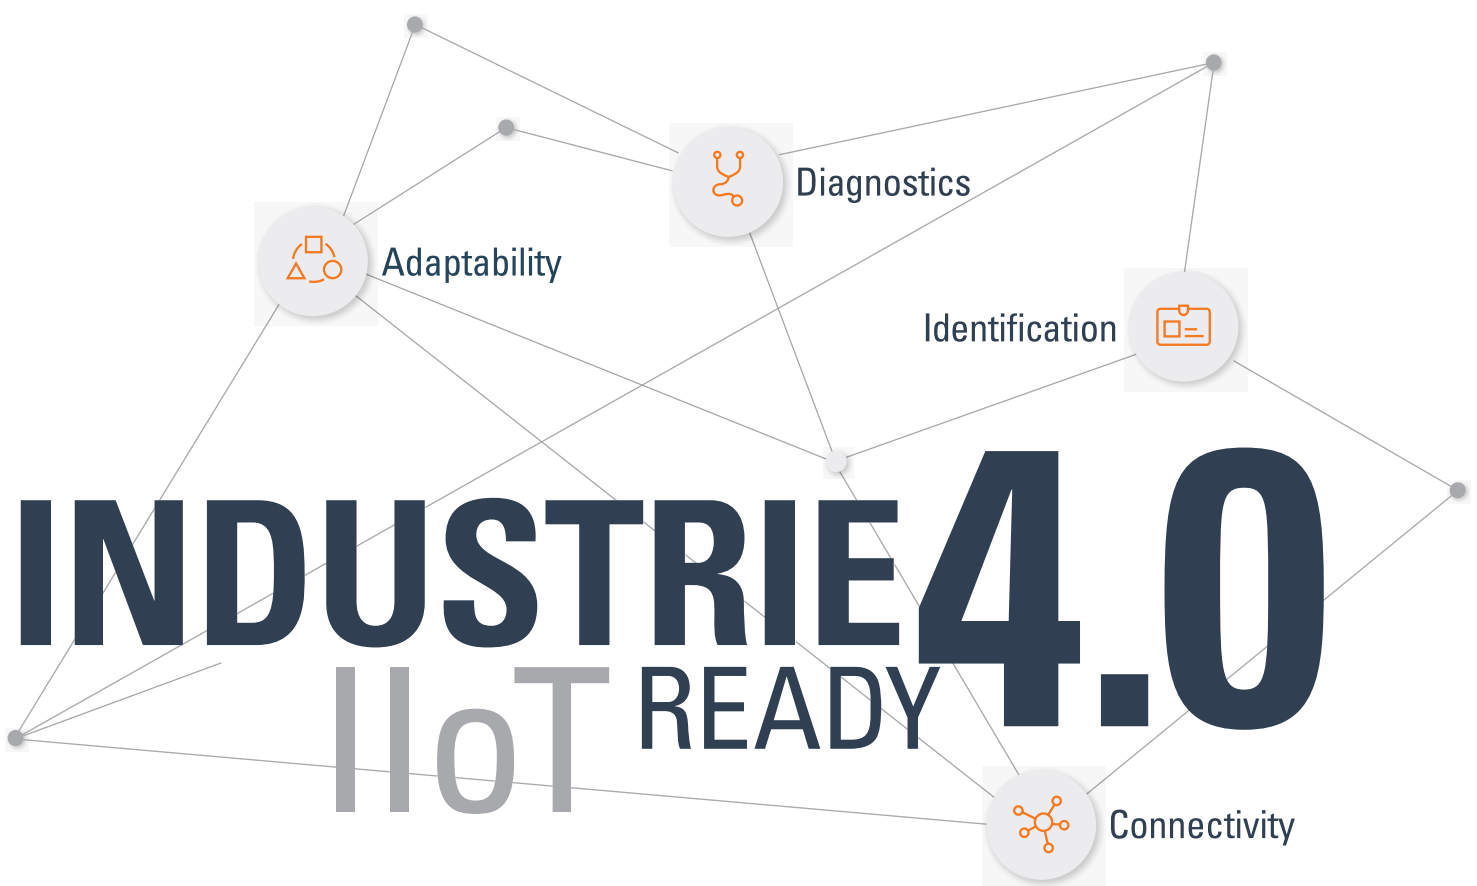 Diagnostics
Adaptability
Identification
INDUSTRIE 4.0
IIoT READY
Connectivity